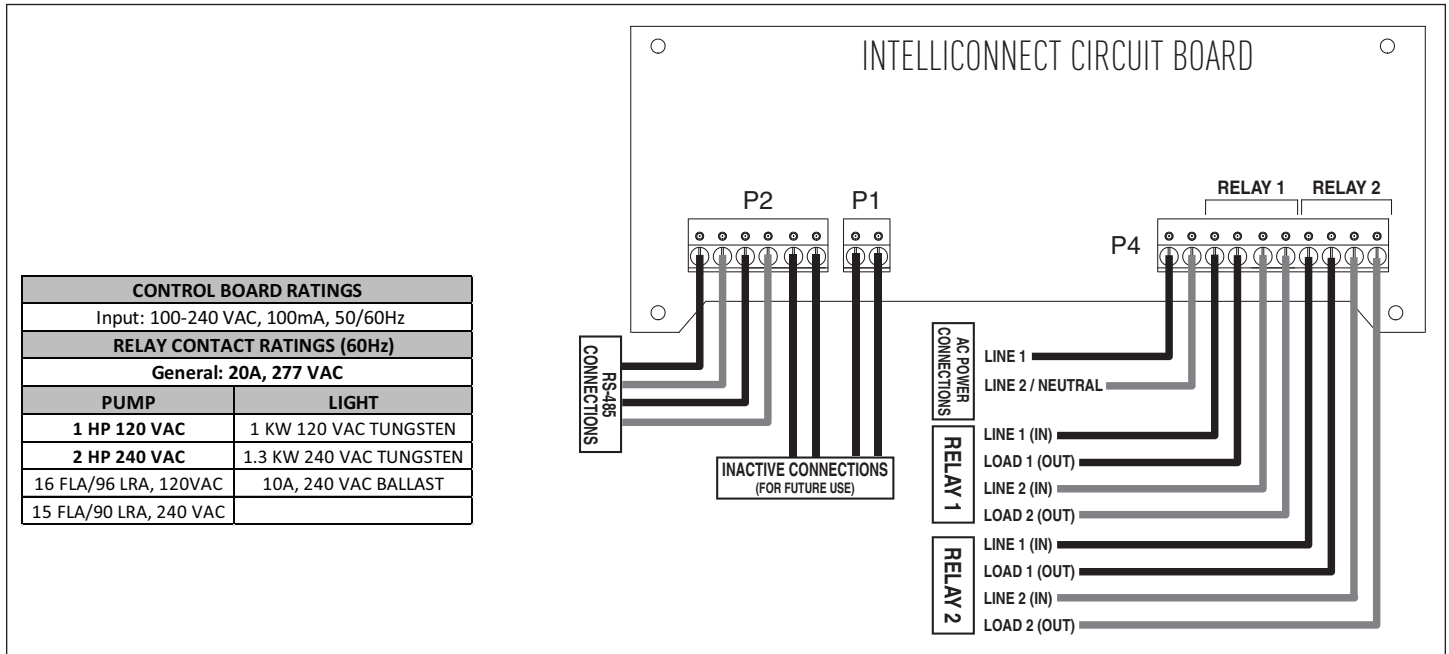 INTELLICONNECT CIRCUIT BOARD
P2
P1
P4
RELAY 1
RELAY 2
CONTROL BOARD RATINGS
Input: 100-240 VAC, 100mA, 50/60Hz
RELAY CONTACT RATINGS (60Hz)
General: 20A, 277 VAC
PUMP
LIGHT
1 HP 120 VAC
1 KW 120 VAC TUNGSTEN
2 HP 240 VAC
1.3 KW 240 VAC TUNGSTEN
16 FLA/96 LRA, 120VAC
10A, 240 VAC BALLAST
15 FLA/90 LRA, 240 VAC
RS-485
CONNECTIONS
INACTIVE CONNECTIONS
(FOR FUTURE USE)
AC POWER
CONNECTIONS
LINE 1
LINE 2 / NEUTRAL
RELAY 1
LINE 1 (IN)
LOAD 1 (OUT)
LINE 2 (IN)
LOAD 2 (OUT)
RELAY 2
LINE 1 (IN)
LOAD 1 (OUT)
LINE 2 (IN)
LOAD 2 (OUT)